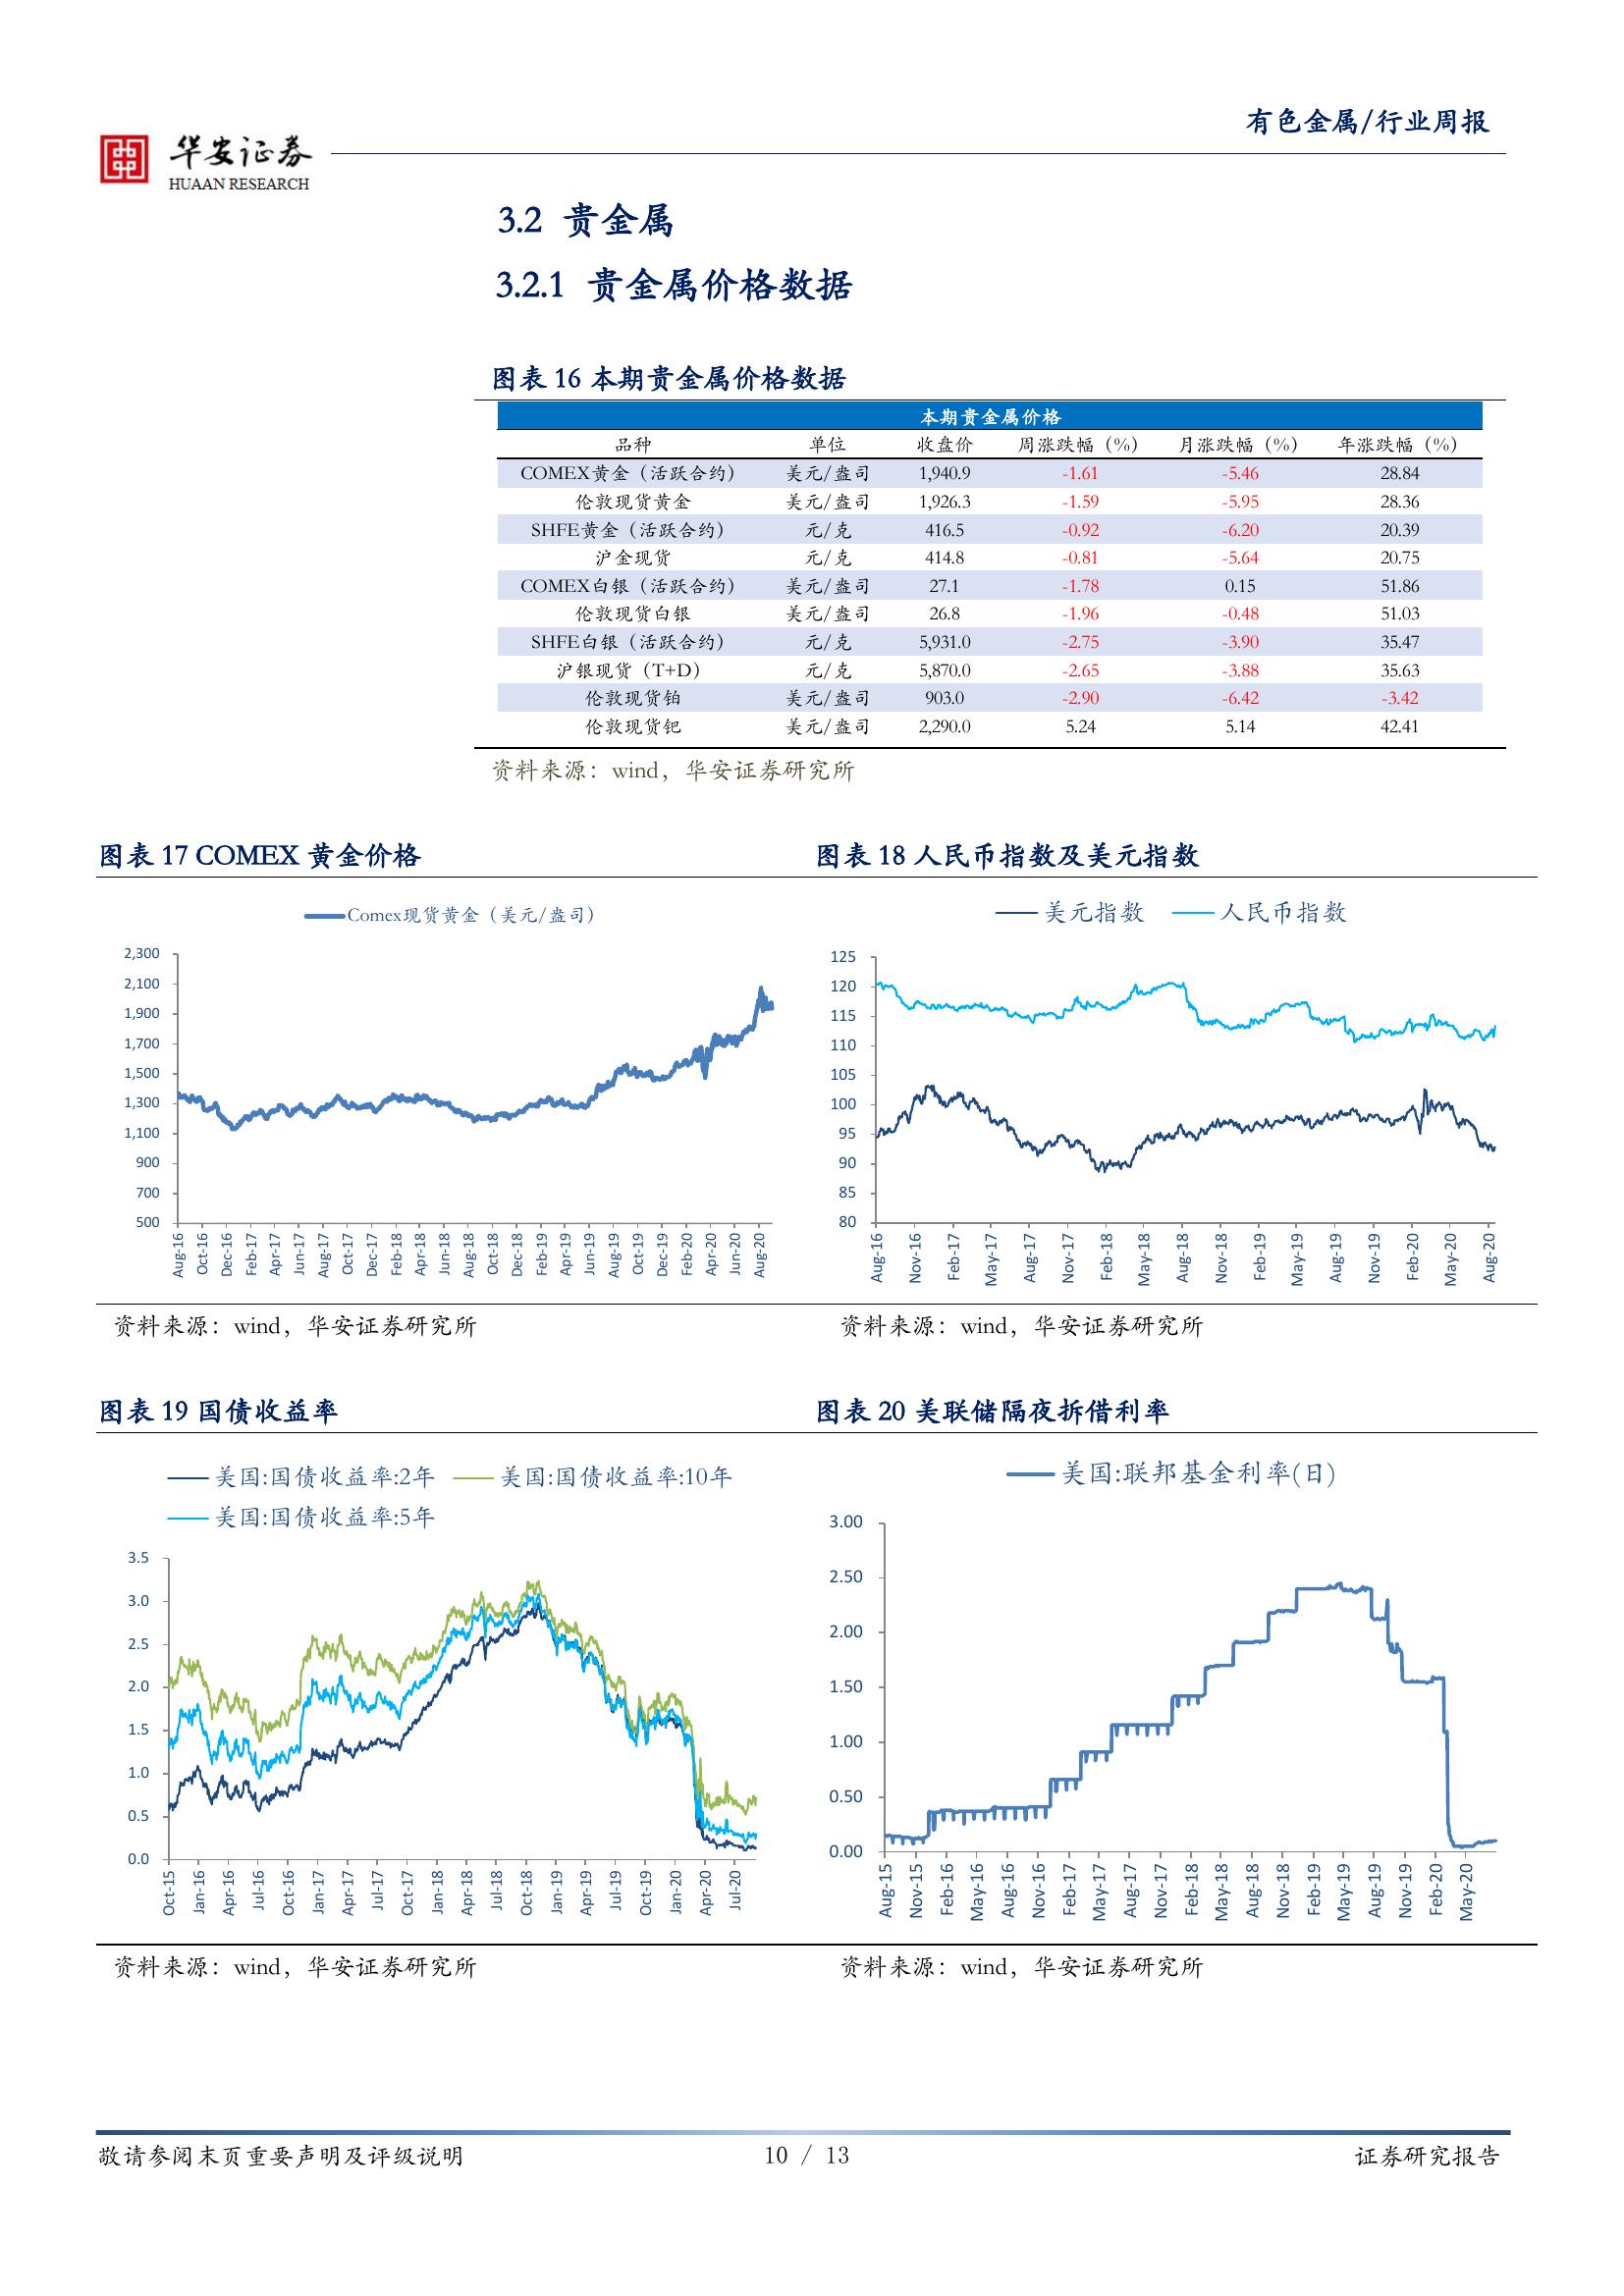 有色金属/行业周报
华安证券
HUAAN RESEARCH
3.2 贵金属
3.2.1 贵金属价格数据
图表 16 本期贵金属价格数据
本期贵金属价格
品种 单位 收盘价 周涨跌幅（%） 月涨跌幅（%） 年涨跌幅（%）
COMEX黄金（活跃合约） 美元/盎司 1,940.9 -1.61 -5.46 28.84
伦敦现货黄金 美元/盎司 1,926.3 -1.59 -5.95 28.36
SHFE黄金（活跃合约） 元/克 416.5 -0.92 -6.20 20.39
沪金现货 元/克 414.8 -0.81 -5.64 20.75
COMEX白银（活跃合约） 美元/盎司 27.1 -1.78 0.15 51.86
伦敦现货白银 美元/盎司 26.8 -1.96 -0.48 51.03
SHFE白银（活跃合约） 元/克 5,931.0 -2.75 -3.90 35.47
沪银现货（T+D） 元/克 5,870.0 -2.65 -3.88 35.63
伦敦现货铂 美元/盎司 903.0 -2.90 -6.42 -3.42
伦敦现货钯 美元/盎司 2,290.0 5.24 5.14 42.41
资料来源：wind，华安证券研究所
图表 17 COMEX 黄金价格
Comex现货黄金（美元/盎司）
2,300
2,100
1,900
1,700
1,500
1,300
1,100
900
700
500
Aug-16 Oct-16 Dec-16 Feb-17 Apr-17 Jun-17 Aug-17 Oct-17 Dec-17 Feb-18 Apr-18 Jun-18 Aug-18 Oct-18 Dec-18 Feb-19 Apr-19 Jun-19 Aug-19 Oct-19 Dec-19 Feb-20 Apr-20 Jun-20 Aug-20
资料来源：wind，华安证券研究所
图表 18 人民币指数及美元指数
美元指数 人民币指数
125
120
115
110
105
100
95
90
85
80
Aug-16 Nov-16 Feb-17 May-17 Aug-17 Nov-17 Feb-18 May-18 Aug-18 Nov-18 Feb-19 May-19 Aug-19 Nov-19 Feb-20 May-20 Aug-20
资料来源：wind，华安证券研究所
图表 19 国债收益率
美国:国债收益率:2年 美国:国债收益率:10年
美国:国债收益率:5年
3.5
3.0
2.5
2.0
1.5
1.0
0.5
0.0
Oct-15 Jan-16 Apr-16 Jul-16 Oct-16 Jan-17 Apr-17 Jul-17 Oct-17 Jan-18 Apr-18 Jul-18 Oct-18 Jan-19 Apr-19 Jul-19 Oct-19 Jan-20 Apr-20 Jul-20
资料来源：wind，华安证券研究所
图表 20 美联储隔夜拆借利率
美国:联邦基金利率(日)
3.00
2.50
2.00
1.50
1.00
0.50
0.00
Aug-15 Nov-15 Feb-16 May-16 Aug-16 Nov-16 Feb-17 May-17 Aug-17 Nov-17 Feb-18 May-18 Aug-18 Nov-18 Feb-19 May-19 Aug-19 Nov-19 Feb-20 May-20
资料来源：wind，华安证券研究所
敬请参阅末页重要声明及评级说明 10 / 13 证券研究报告